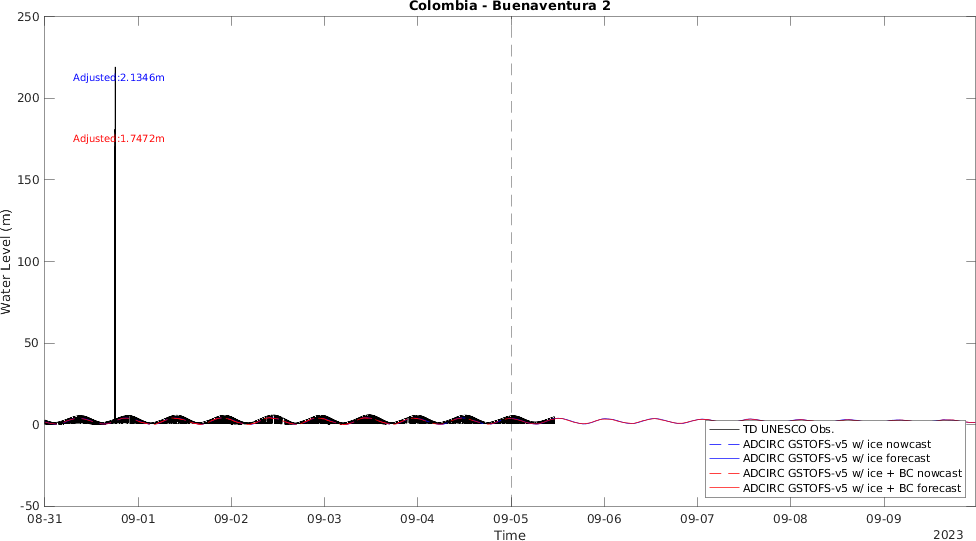 Colombia - Buenaventura 2
250
200
150
100
50
0
-50
Water Level (m)
Adjusted:2.1346m
Adjusted:1.7472m
TD UNESCO Obs.
ADCIRC GSTOFS-v5 w/ ice nowcast
ADCIRC GSTOFS-v5 w/ ice forecast
ADCIRC GSTOFS-v5 w/ ice + BC nowcast
ADCIRC GSTOFS-v5 w/ ice + BC forecast
08-31 09-01 09-02 09-03 09-04 09-05 09-06 09-07 09-08 09-09
Time
2023